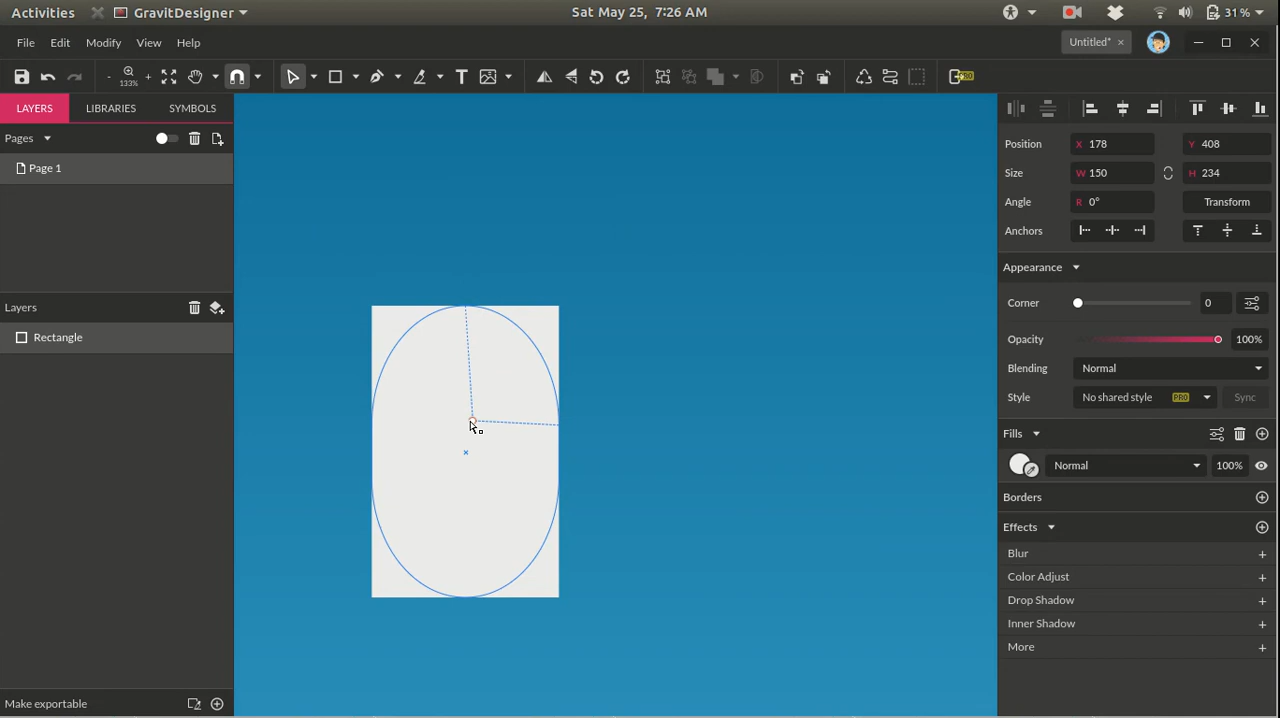 Activities GravitDesigner Sat May 25, 7:26 AM 31 %
File Edit Modify View Help Untitled*
- 133% + PRO
LAYERS LIBRARIES SYMBOLS
Pages
Page 1
Layers
Rectangle
Make exportable
Position X 178 Y 408
Size W 150 H 234
Angle R 0° Transform
Anchors
Appearance
Corner 0
Opacity 100%
Blending Normal
Style No shared style PRO Sync
Fills
Normal 100%
Borders
Effects
Blur
Color Adjust
Drop Shadow
Inner Shadow
More